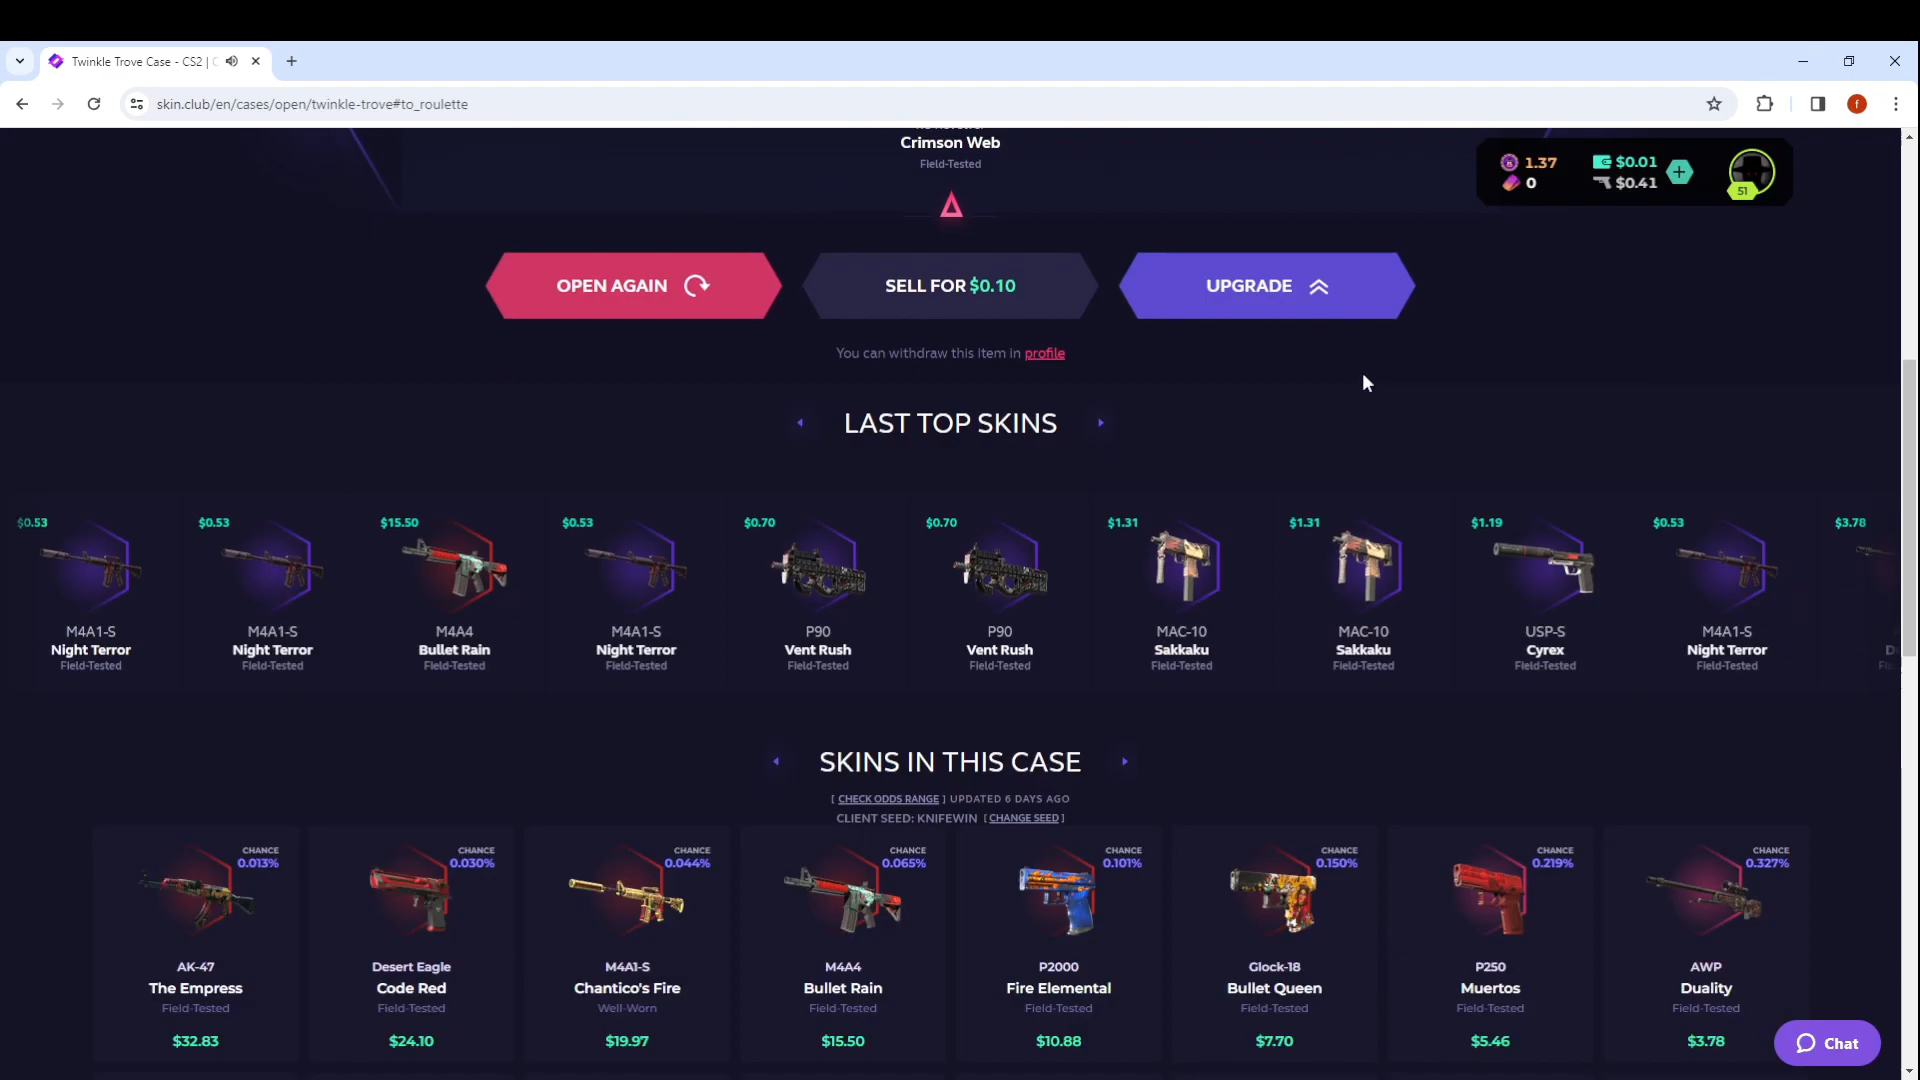 Twinkle Trove Case - CS2 |
skin.club/en/cases/open/twinkle-trove#to_roulette
f
Crimson Web
Field-Tested
1.37
$0.01
0
$0.41
51
OPEN AGAIN
SELL FOR $0.10
UPGRADE
You can withdraw this item in profile
LAST TOP SKINS
$0.53 $0.53 $15.50 $0.53 $0.70 $0.70 $1.31 $1.31 $1.19 $0.53 $3.78
M4A1-S M4A1-S M4A4 M4A1-S P90 P90 MAC-10 MAC-10 USP-S M4A1-S
Night Terror Night Terror Bullet Rain Night Terror Vent Rush Vent Rush Sakkaku Sakkaku Cyrex Night Terror
Field-Tested Field-Tested Field-Tested Field-Tested Field-Tested Field-Tested Field-Tested Field-Tested Field-Tested Field-Tested
SKINS IN THIS CASE
[ CHECK ODDS RANGE ] UPDATED 6 DAYS AGO
CLIENT SEED: KNIFEWIN [ CHANGE SEED ]
CHANCE CHANCE CHANCE CHANCE CHANCE CHANCE CHANCE CHANCE
0.013% 0.030% 0.044% 0.065% 0.101% 0.150% 0.219% 0.327%
AK-47 Desert Eagle M4A1-S M4A4 P2000 Glock-18 P250 AWP
The Empress Code Red Chantico's Fire Bullet Rain Fire Elemental Bullet Queen Muertos Duality
Field-Tested Field-Tested Well-Worn Field-Tested Field-Tested Field-Tested Field-Tested Field-Tested
$32.83 $24.10 $19.97 $15.50 $10.88 $7.70 $5.46 $3.78
Chat